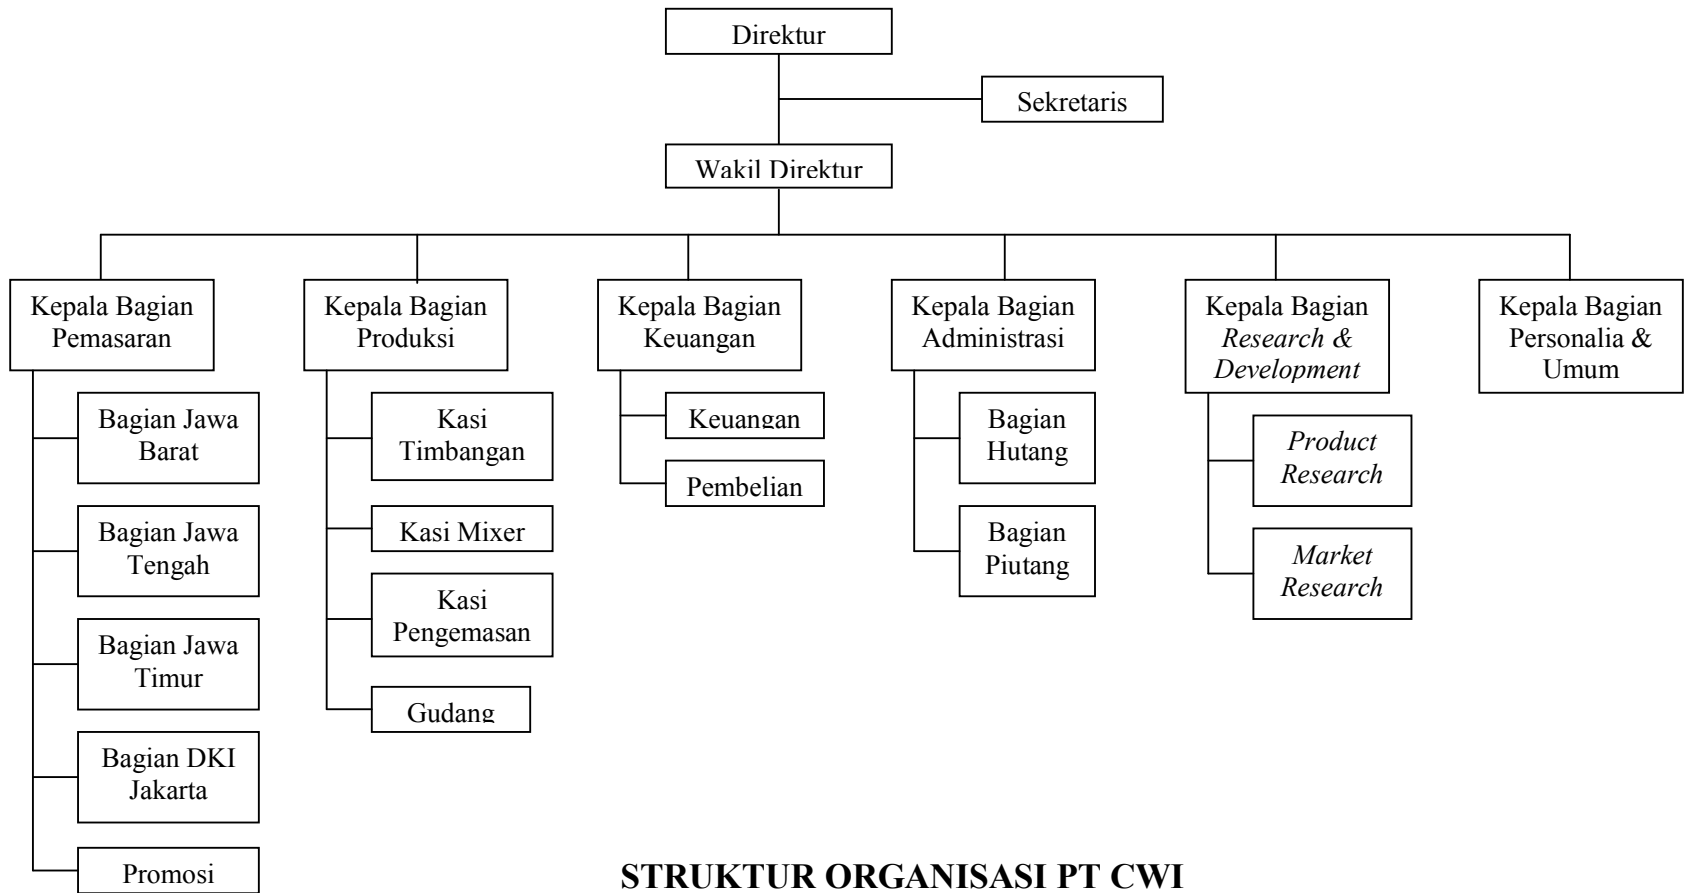 Direktur
Sekretaris
Wakil Direktur
Kepala Bagian
Pemasaran
Kepala Bagian
Produksi
Kepala Bagian
Keuangan
Kepala Bagian
Administrasi
Kepala Bagian
Research &
Development
Kepala Bagian
Personalia &
Umum
Bagian Jawa
Barat
Bagian Jawa
Tengah
Bagian Jawa
Timur
Bagian DKI
Jakarta
Promosi
Kasi
Timbangan
Kasi Mixer
Kasi
Pengemasan
Gudang
Keuangan
Pembelian
Bagian
Hutang
Bagian
Piutang
Product
Research
Market
Research
STRUKTUR ORGANISASI PT CWI